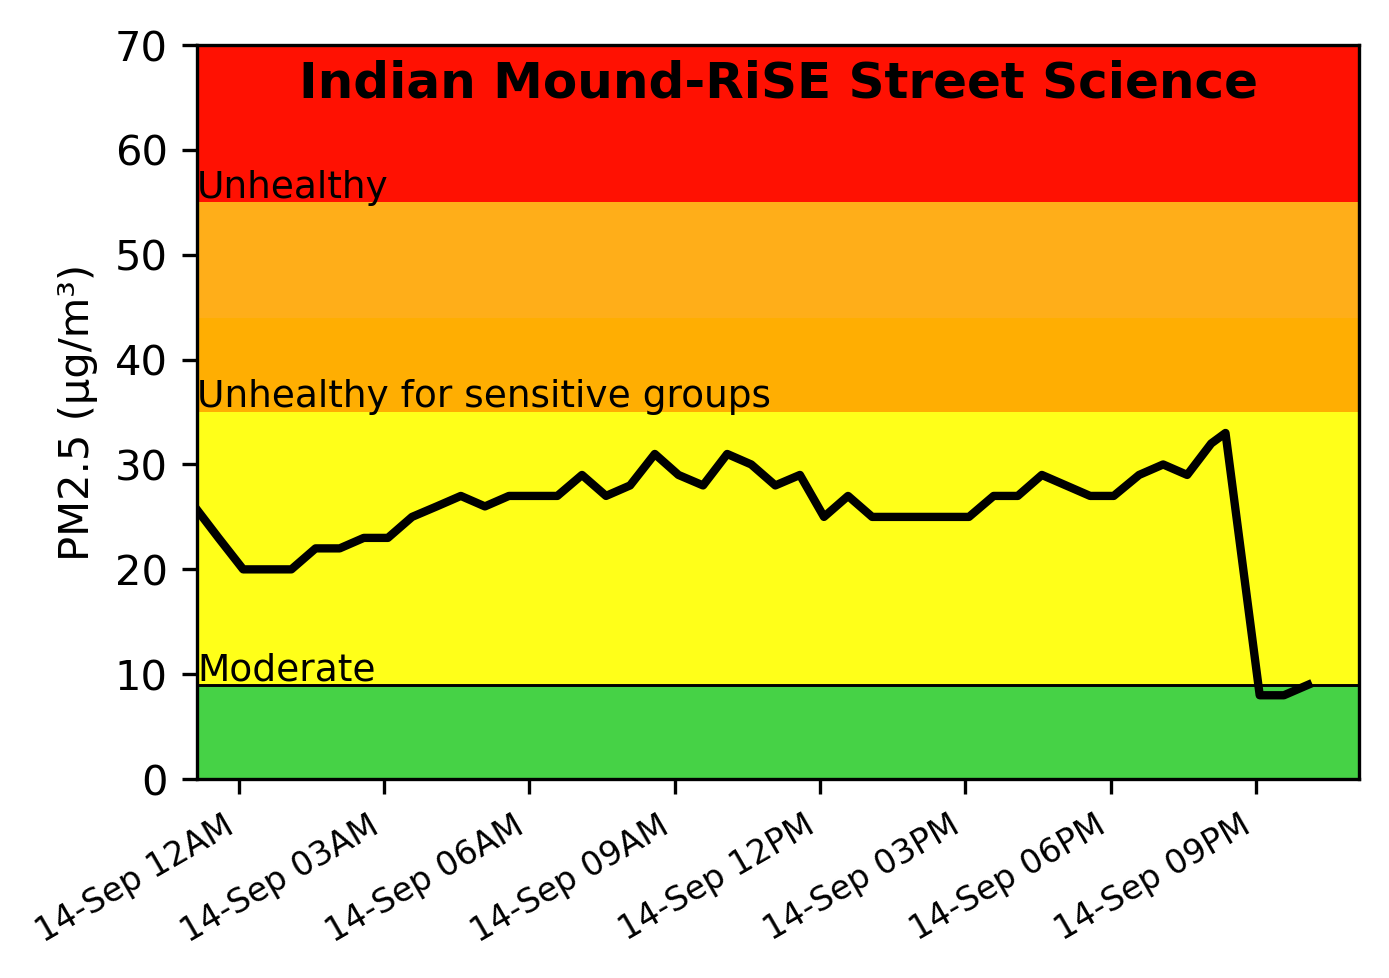 Indian Mound-RiSE Street Science
70
60
50
40
30
20
10
0
PM2.5 (µg/m³)
Unhealthy
Unhealthy for sensitive groups
Moderate
14-Sep 12AM
14-Sep 03AM
14-Sep 06AM
14-Sep 09AM
14-Sep 12PM
14-Sep 03PM
14-Sep 06PM
14-Sep 09PM